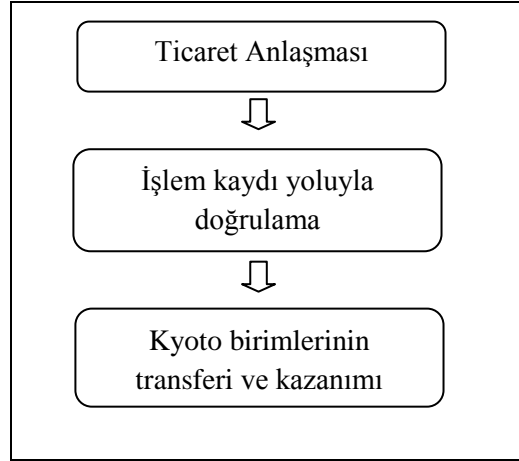 Ticaret Anlaşması
İşlem kaydı yoluyla
doğrulama
Kyoto birimlerinin
transferi ve kazanımı